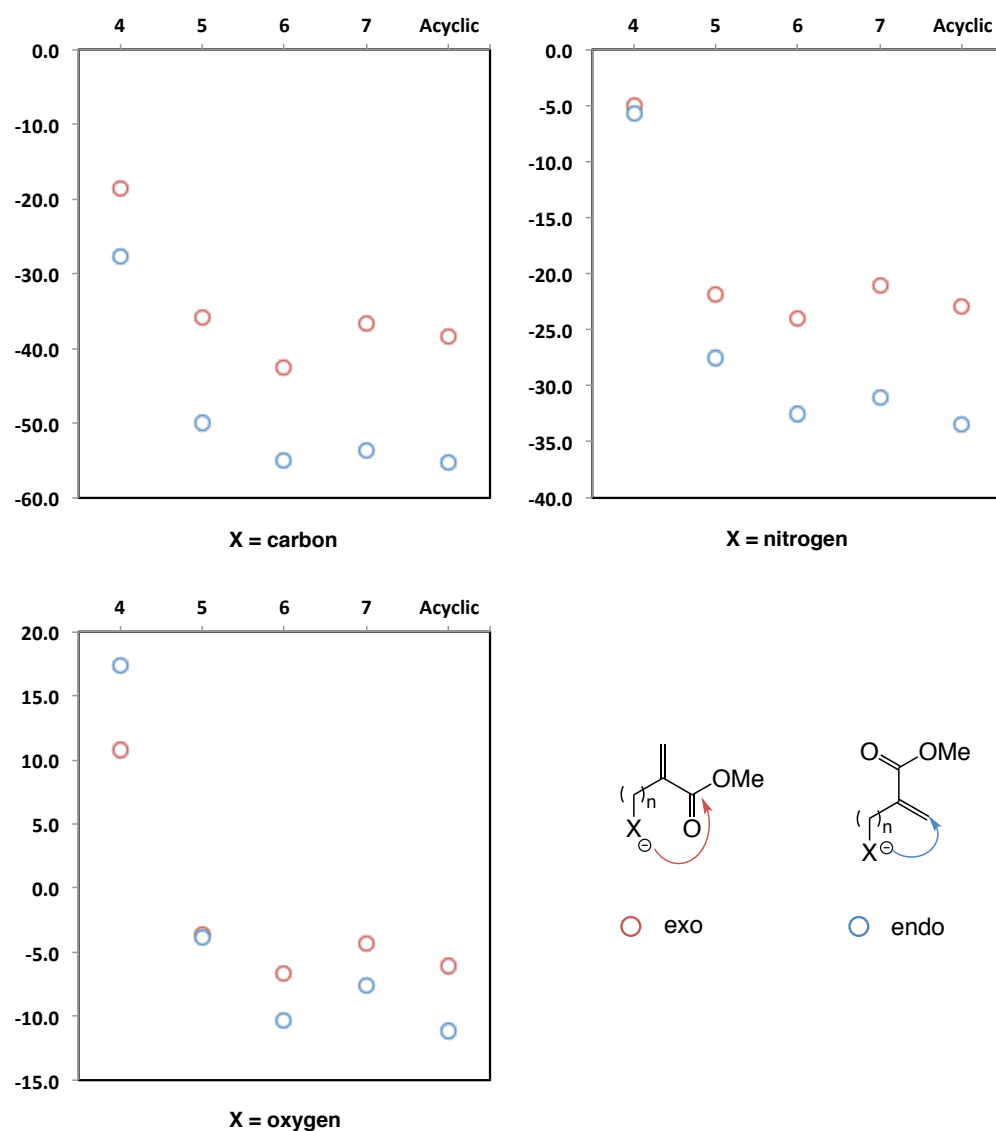 4 5 6 7 Acyclic
0.0
-10.0
-20.0
-30.0
-40.0
-50.0
-60.0
X = carbon
4 5 6 7 Acyclic
0.0
-5.0
-10.0
-15.0
-20.0
-25.0
-30.0
-35.0
-40.0
X = nitrogen
4 5 6 7 Acyclic
20.0
15.0
10.0
5.0
0.0
-5.0
-10.0
-15.0
X = oxygen
OMe
( )n
X⊖ O
exo
O OMe
( )n
X⊖
endo